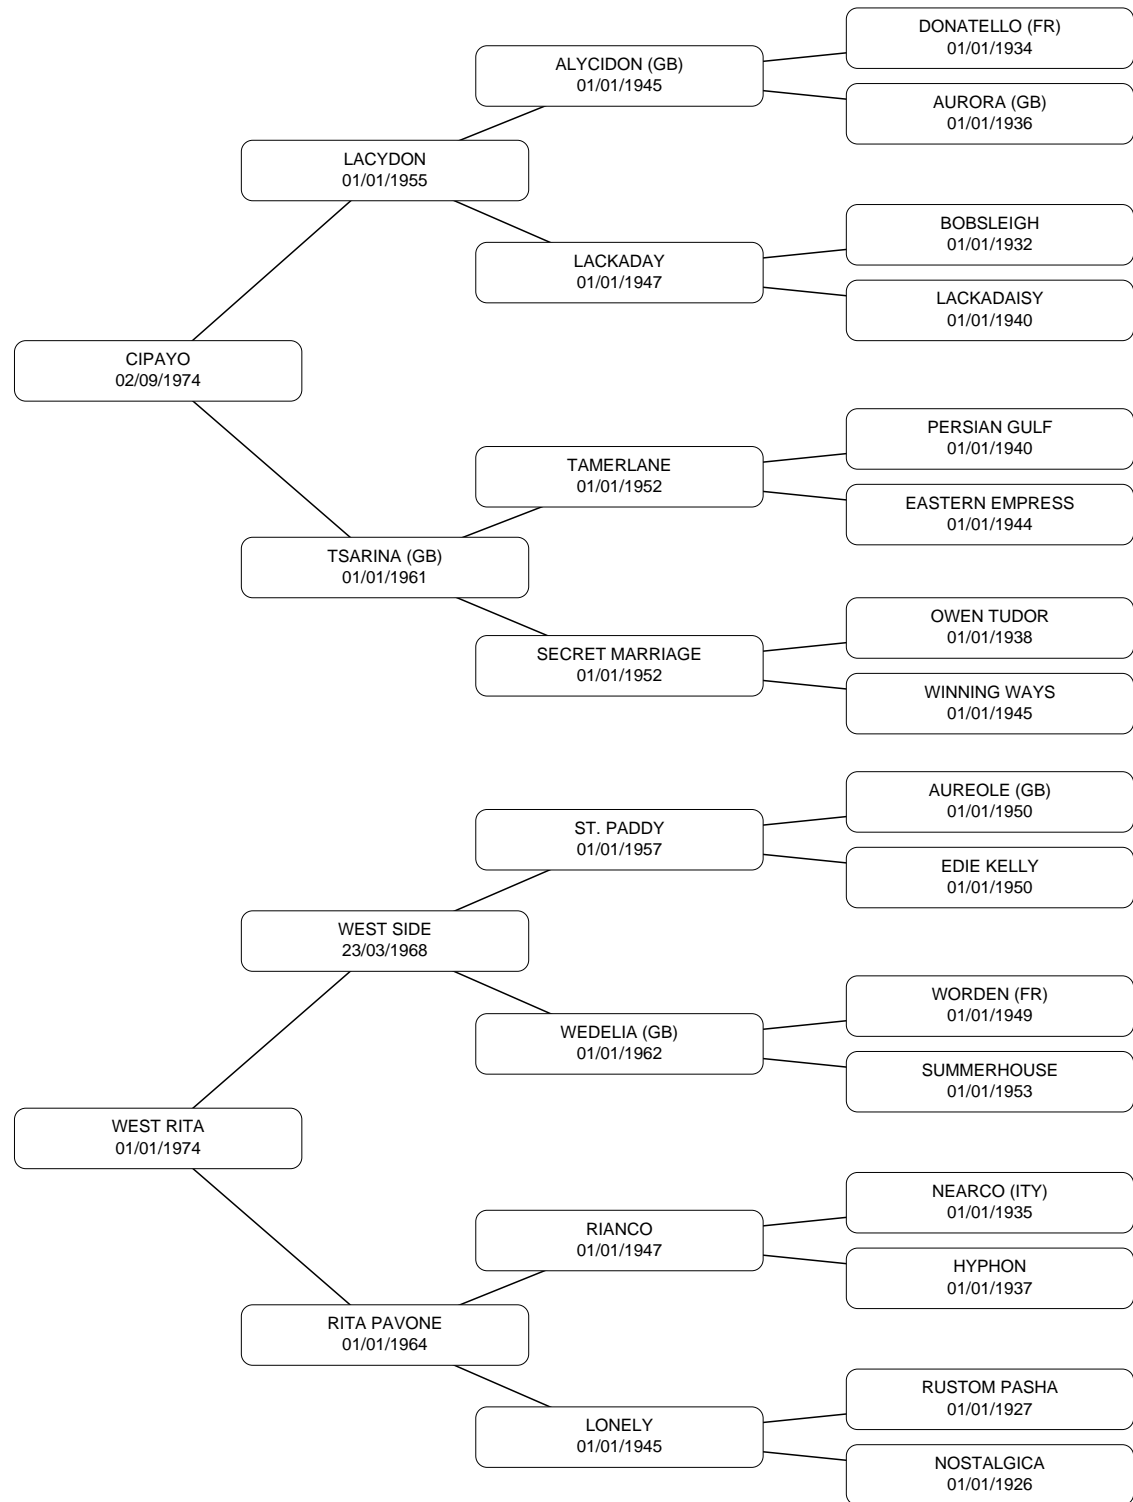 DONATELLO (FR)
01/01/1934
ALYCIDON (GB)
01/01/1945
AURORA (GB)
01/01/1936
LACYDON
01/01/1955
BOBSLEIGH
01/01/1932
LACKADAY
01/01/1947
LACKADAISY
01/01/1940
CIPAYO
02/09/1974
PERSIAN GULF
01/01/1940
TAMERLANE
01/01/1952
EASTERN EMPRESS
01/01/1944
TSARINA (GB)
01/01/1961
OWEN TUDOR
01/01/1938
SECRET MARRIAGE
01/01/1952
WINNING WAYS
01/01/1945
AUREOLE (GB)
01/01/1950
ST. PADDY
01/01/1957
EDIE KELLY
01/01/1950
WEST SIDE
23/03/1968
WORDEN (FR)
01/01/1949
WEDELIA (GB)
01/01/1962
SUMMERHOUSE
01/01/1953
WEST RITA
01/01/1974
NEARCO (ITY)
01/01/1935
RIANCO
01/01/1947
HYPHON
01/01/1937
RITA PAVONE
01/01/1964
RUSTOM PASHA
01/01/1927
LONELY
01/01/1945
NOSTALGICA
01/01/1926